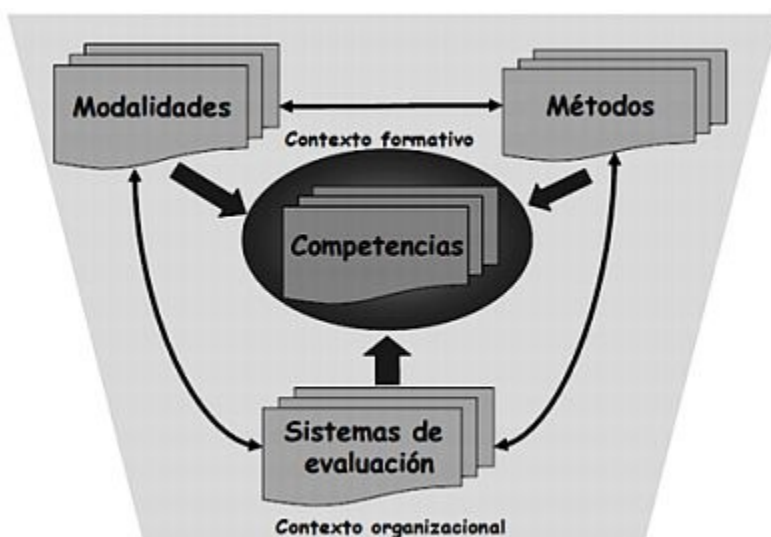 Modalidades
Métodos
Contexto formativo
Competencias
Sistemas de
evaluación
Contexto organizacional